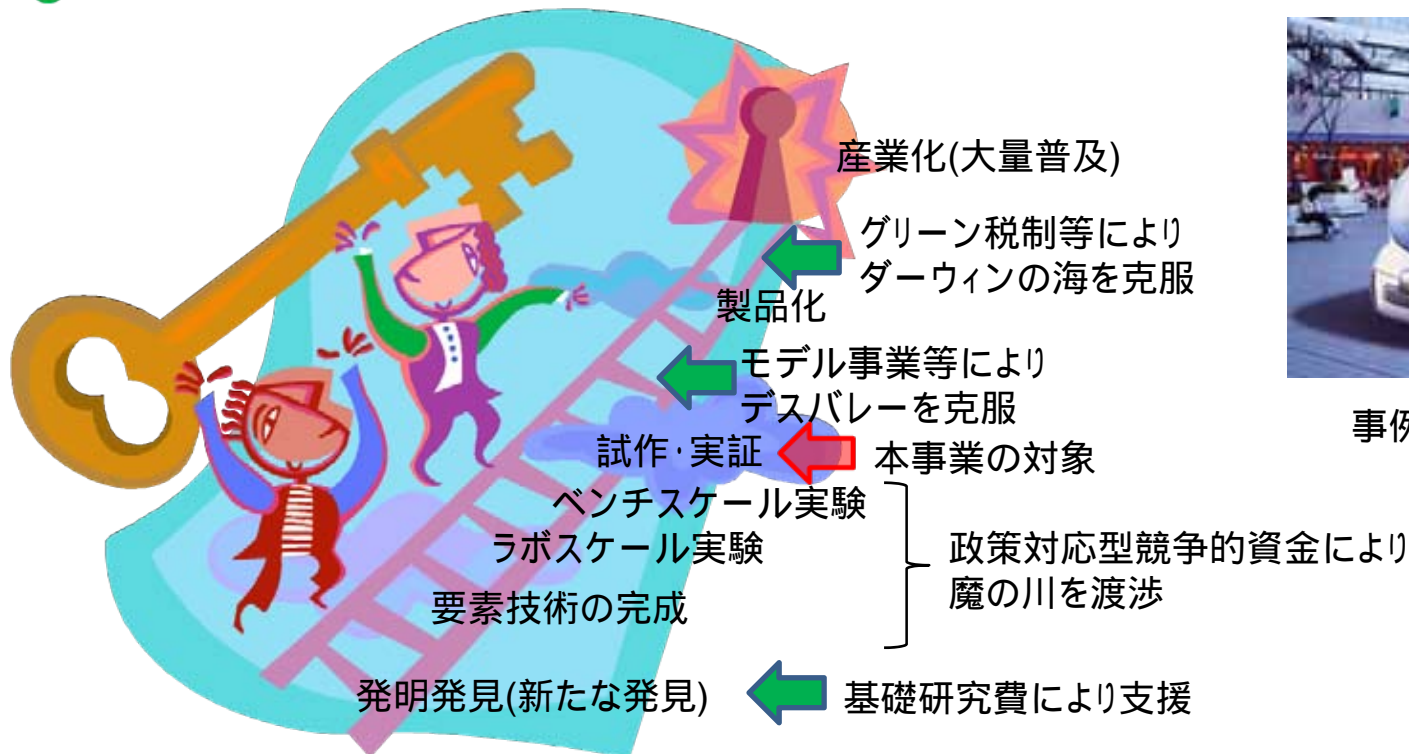 産業化(大量普及)
グリーン税制等により
ダーウィンの海を克服
製品化
モデル事業等により
デスバレーを克服
試作・実証
本事業の対象
ベンチスケール実験
ラボスケール実験
政策対応型競争的資金により
魔の川を渡渉
要素技術の完成
発明発見(新たな発見)
基礎研究費により支援
事例